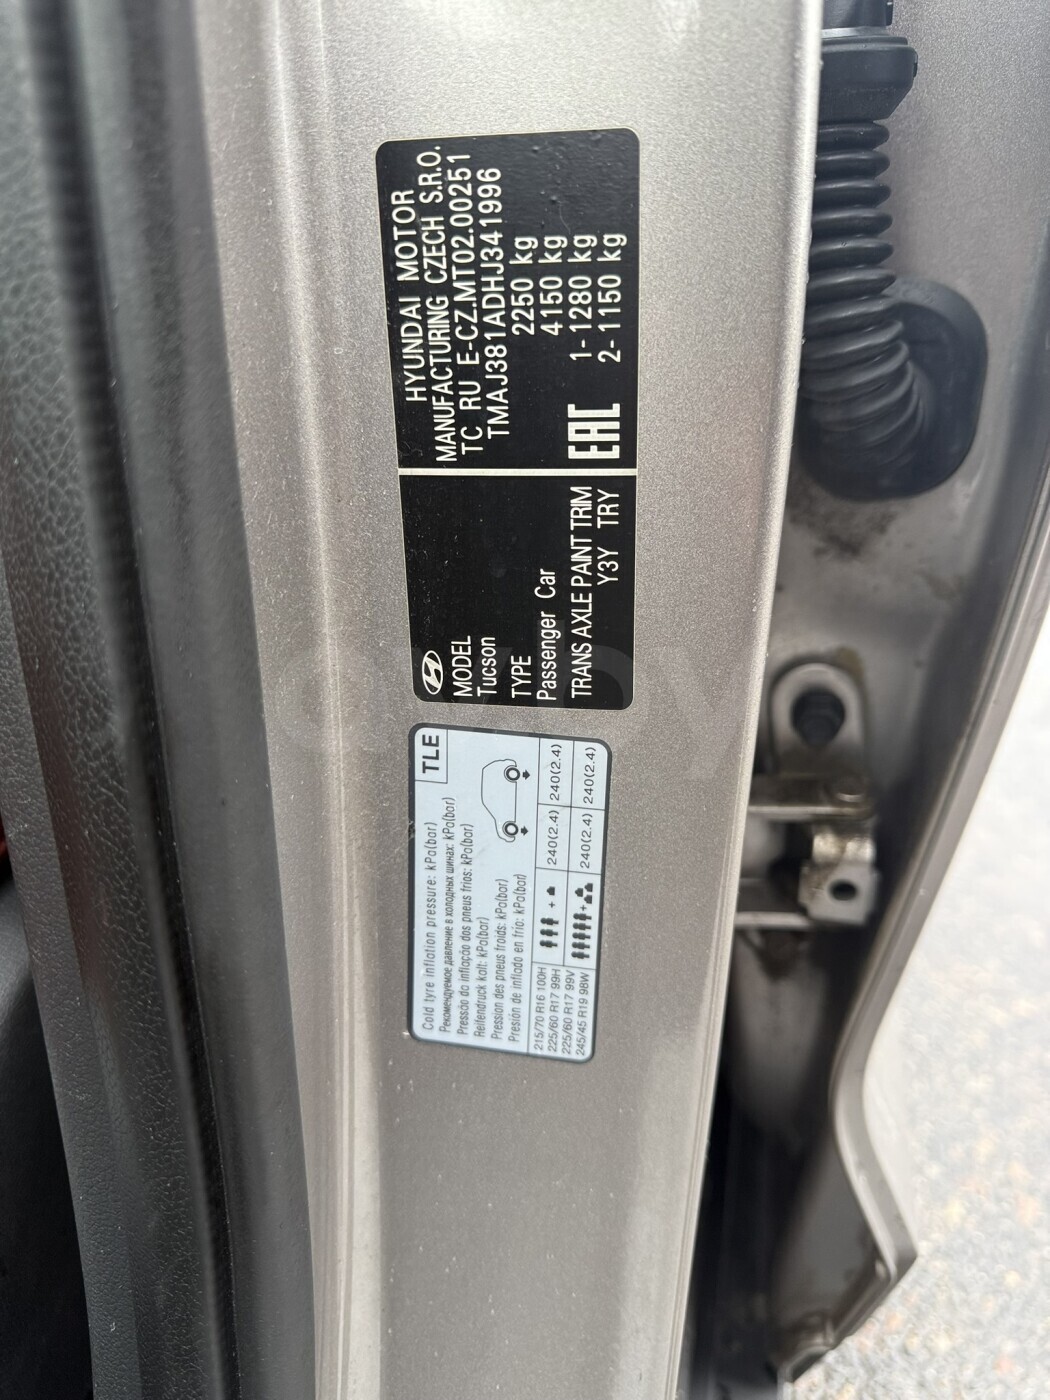 HYUNDAI MOTOR
MANUFACTURING CZECH S.R.O.
TC RU E-CZ.MT02.00251
TMAJ381ADHJ341996
2250 kg
4150 kg
1- 1280 kg
2- 1150 kg
EAC
MODEL
Tucson
TYPE
Passenger Car
TRANS AXLE PAINT TRIM
Y3Y TRY
TLE
Cold tyre inflation pressure: kPa(bar)
Рекомендуемое давление в холодных шинах: kPa(bar)
Pressão da inflação dos pneus frios: kPa(bar)
Reifendruck kalt: kPa(bar)
Pression des pneus froids: kPa(bar)
Presión de inflado en frío: kPa(bar)
215/70 R16 100H
225/60 R17 99H
225/60 R17 99V
245/45 R19 98W
+ 240(2.4) 240(2.4)
+ 240(2.4) 240(2.4)